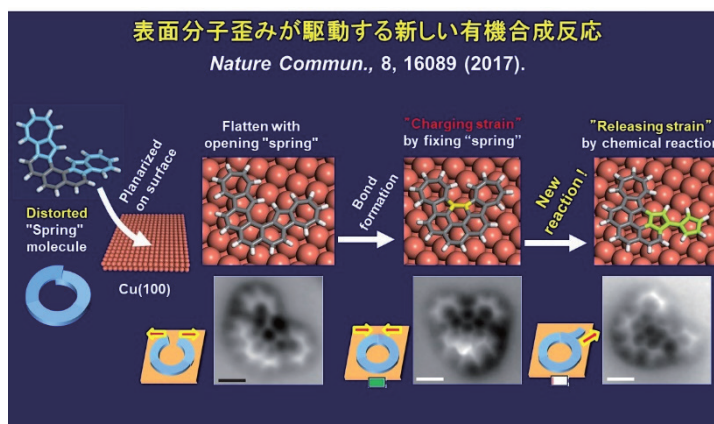 表面分子歪みが駆動する新しい有機合成反応
Nature Commun., 8, 16089 (2017).
Distorted
"Spring"
molecule
Planarized
on surface
Cu(100)
Flatten with
opening "spring"
Bond
formation
"Charging strain"
by fixing "spring"
New
reaction !
"Releasing strain"
by chemical reaction